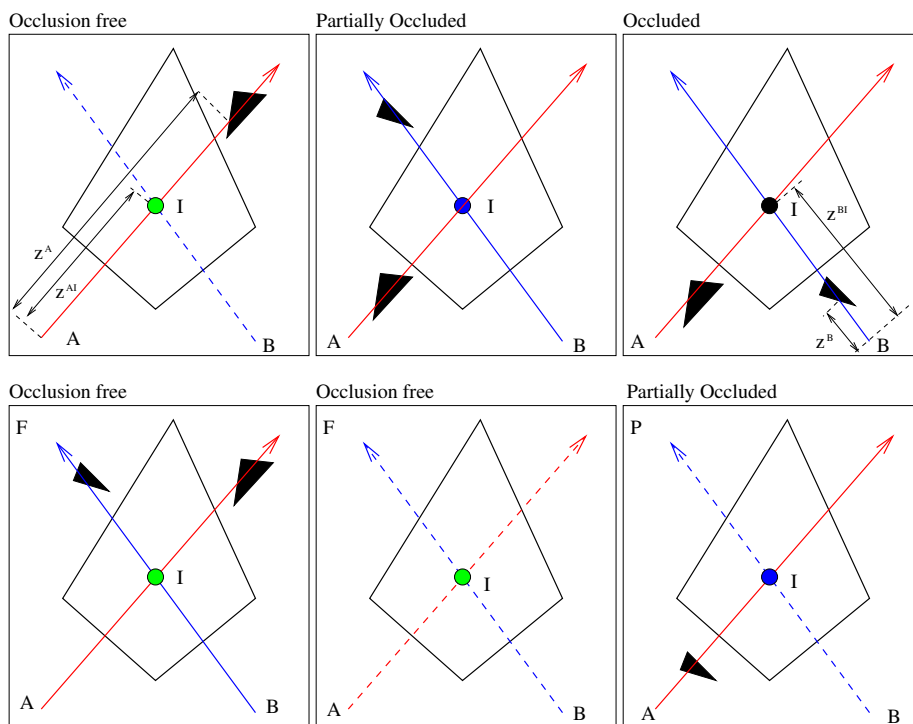 Occlusion free
Partially Occluded
Occluded
I
z^A
z^AI
A
B
I
A
B
I
z^BI
z^B
A
B
Occlusion free
Occlusion free
Partially Occluded
F
I
A
B
F
I
A
B
P
I
A
B